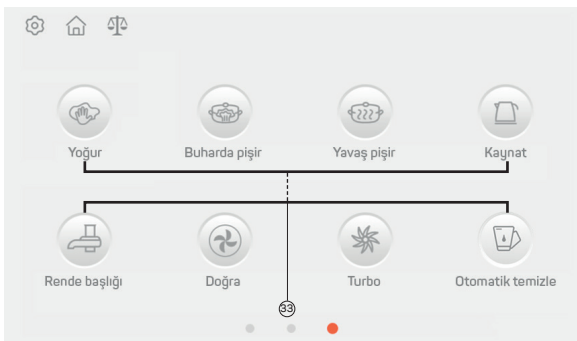 Yoğur Buharda pişir Yavaş pişir Kaynat
Rende başlığı Doğra Turbo Otomatik temizle
33